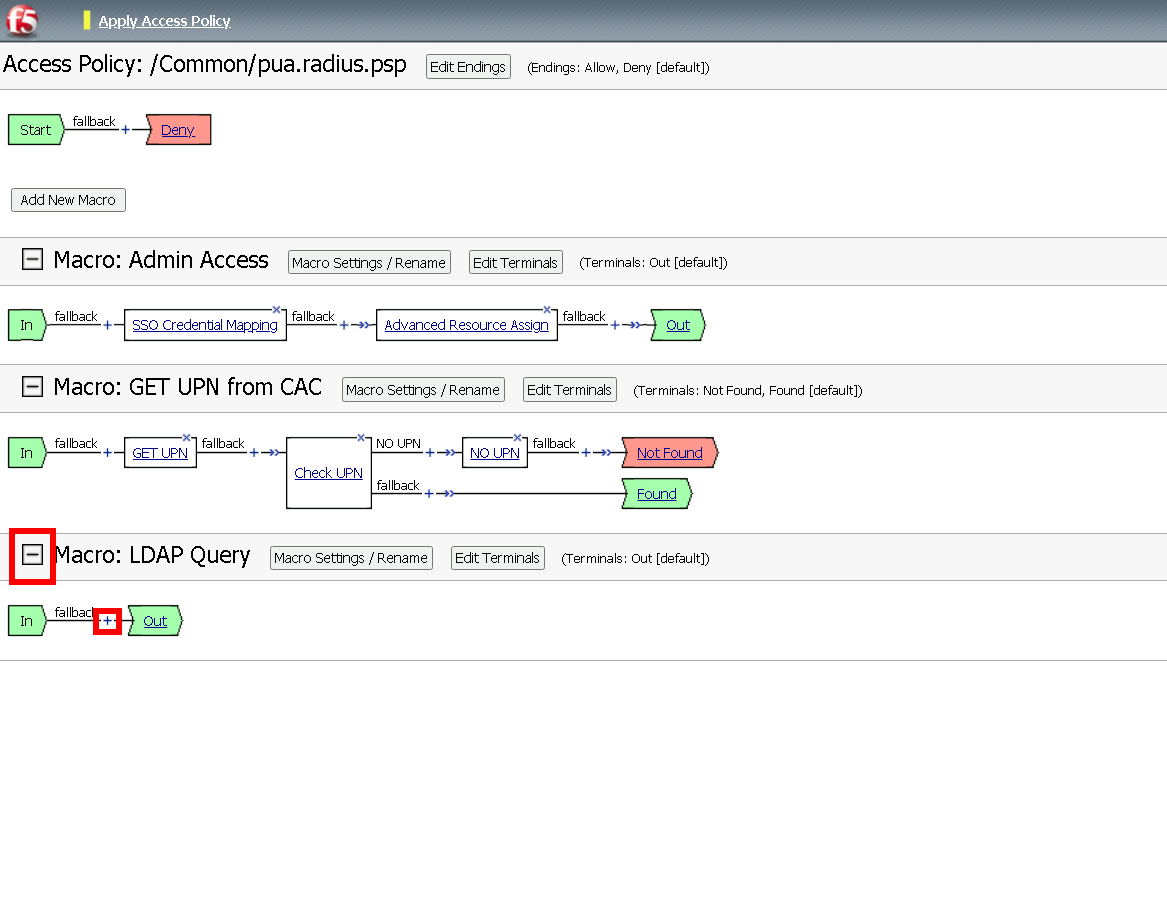 f5 Apply Access Policy
Access Policy: /Common/pua.radius.psp Edit Endings (Endings: Allow, Deny [default])
Start fallback + Deny
Add New Macro
Macro: Admin Access Macro Settings / Rename Edit Terminals (Terminals: Out [default])
In fallback + SSO Credential Mapping fallback + Advanced Resource Assign fallback + Out
Macro: GET UPN from CAC Macro Settings / Rename Edit Terminals (Terminals: Not Found, Found [default])
In fallback + GET UPN fallback + Check UPN NO UPN + NO UPN fallback + Not Found
fallback + Found
Macro: LDAP Query Macro Settings / Rename Edit Terminals (Terminals: Out [default])
In fallback + Out